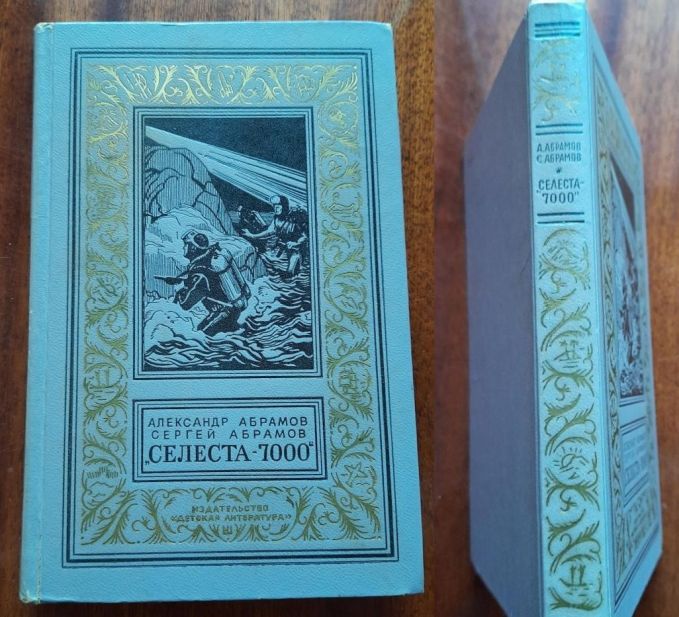 АЛЕКСАНДР АБРАМОВ
СЕРГЕЙ АБРАМОВ
„СЕЛЕСТА-7000“
ИЗДАТЕЛЬСТВО
«ДЕТСКАЯ ЛИТЕРАТУРА»
А. АБРАМОВ
С. АБРАМОВ
„СЕЛЕСТА-
7000“